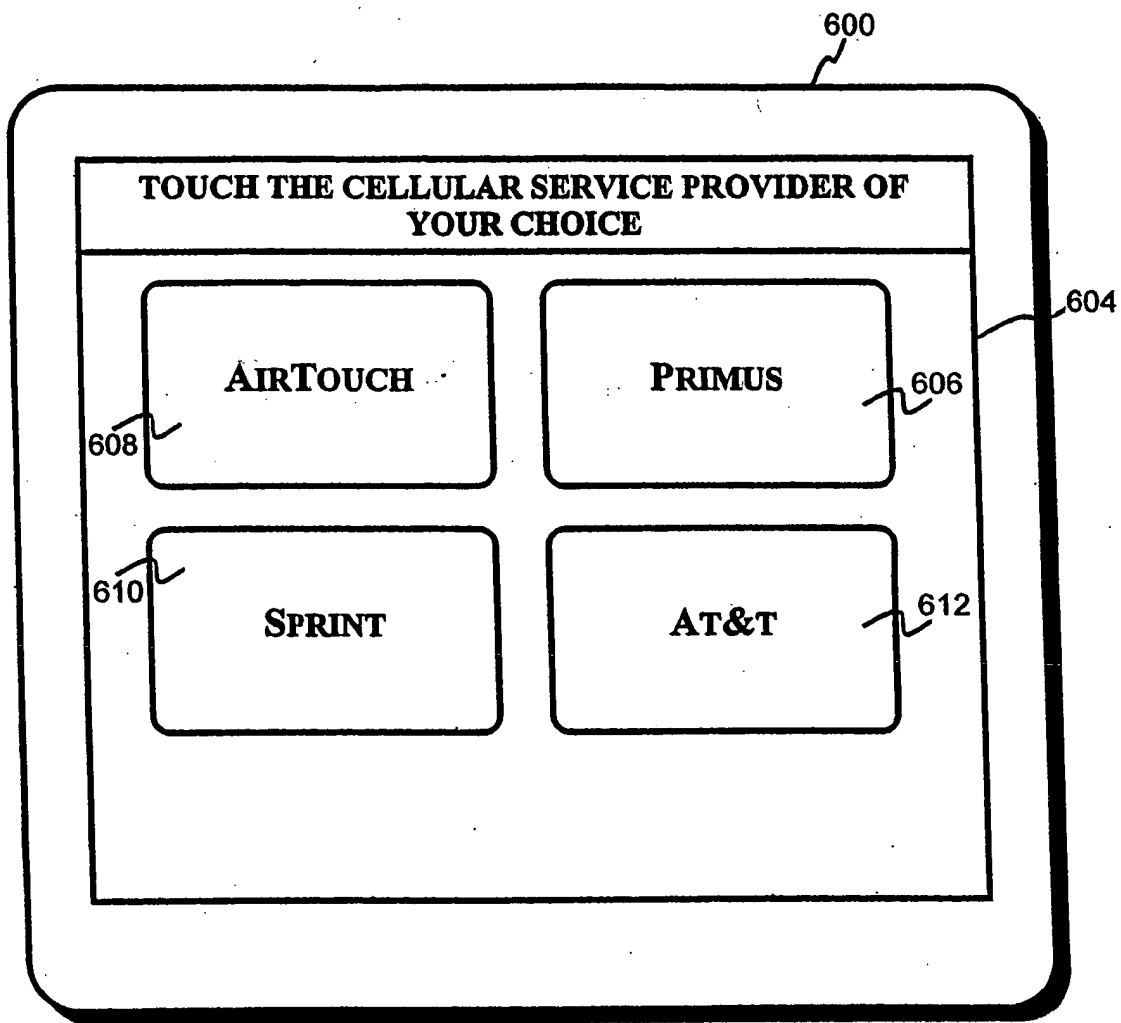 600
TOUCH THE CELLULAR SERVICE PROVIDER OF
YOUR CHOICE
604
AIRTOUCH
PRIMUS
606
608
610
SPRINT
AT&T
612